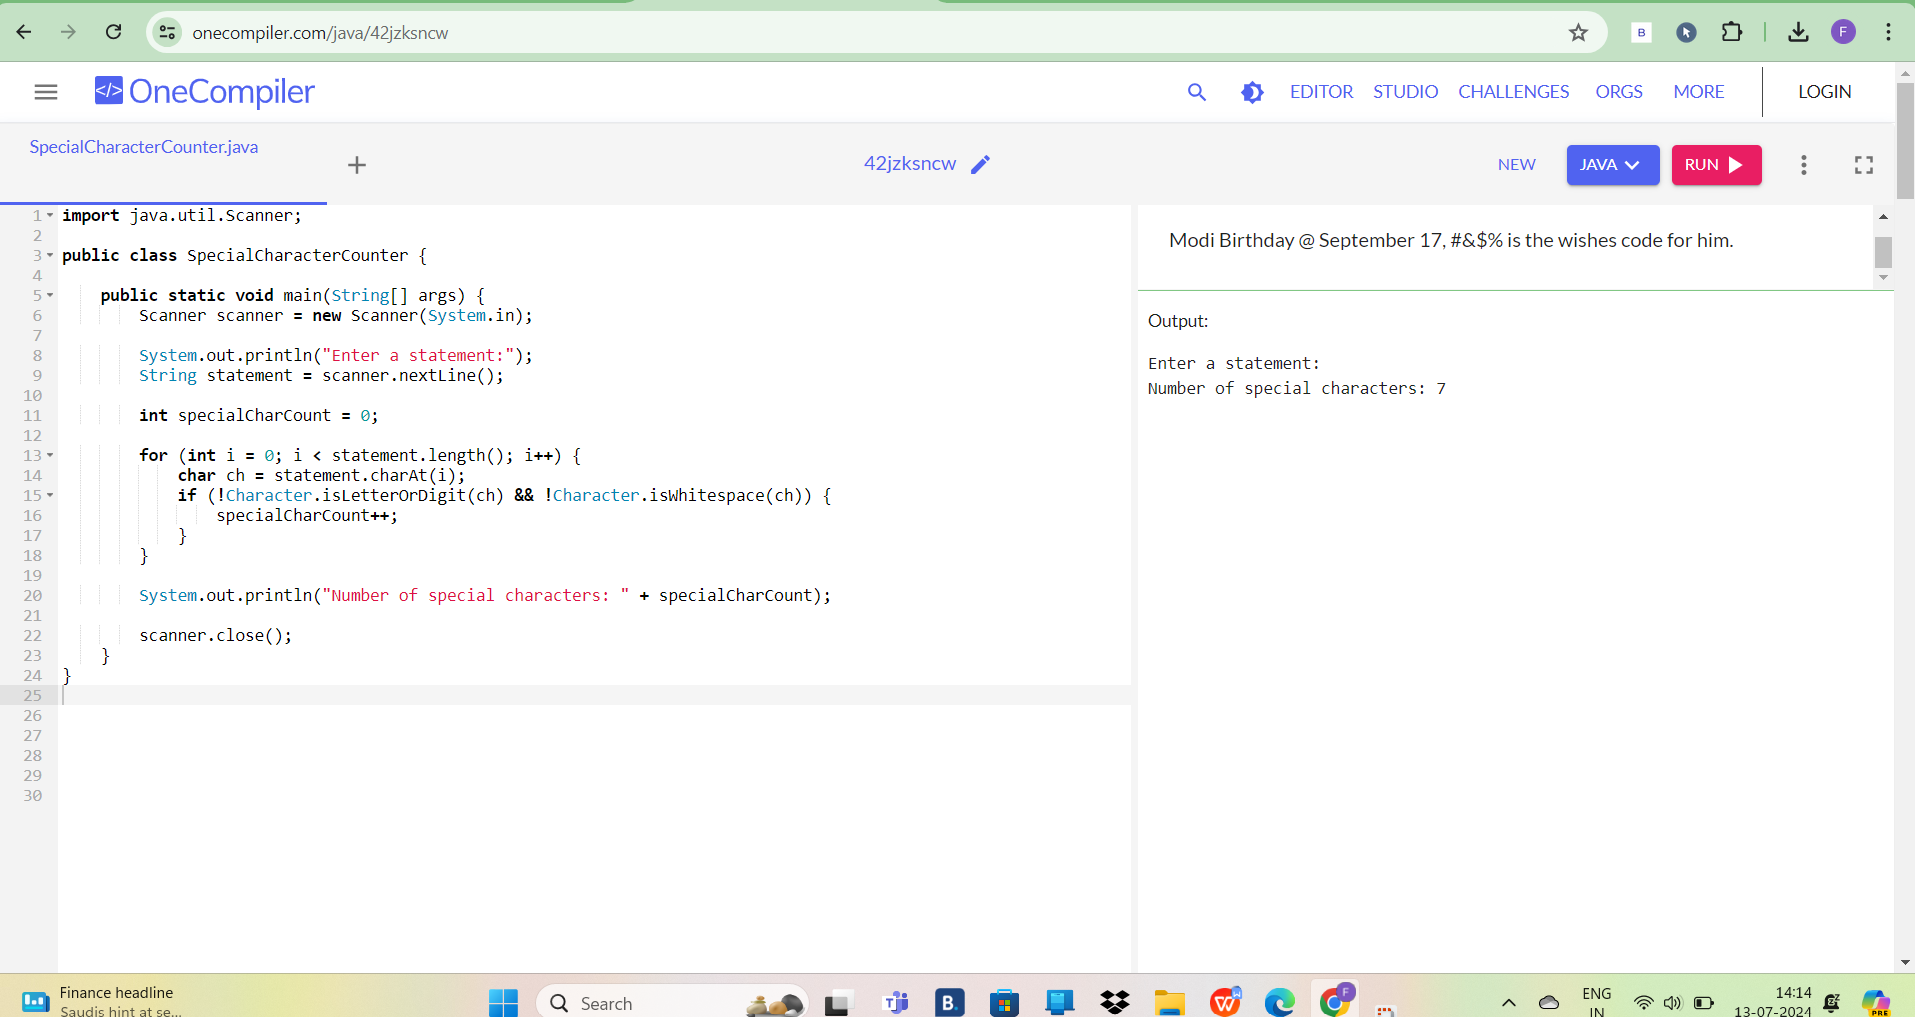 onecompiler.com/java/42jzksncw
B
F
</> OneCompiler
EDITOR STUDIO CHALLENGES ORGS MORE LOGIN
SpecialCharacterCounter.java
+
42jzksncw
NEW JAVA RUN
1 import java.util.Scanner;
2
3 public class SpecialCharacterCounter {
4
5     public static void main(String[] args) {
6         Scanner scanner = new Scanner(System.in);
7
8         System.out.println("Enter a statement:");
9         String statement = scanner.nextLine();
10
11         int specialCharCount = 0;
12
13         for (int i = 0; i < statement.length(); i++) {
14             char ch = statement.charAt(i);
15             if (!Character.isLetterOrDigit(ch) && !Character.isWhitespace(ch)) {
16                 specialCharCount++;
17             }
18         }
19
20         System.out.println("Number of special characters: " + specialCharCount);
21
22         scanner.close();
23     }
24 }
25
26
27
28
29
30
Modi Birthday @ September 17, #&$% is the wishes code for him.
Output:
Enter a statement:
Number of special characters: 7
Finance headline
Saudis hint at se...
Search
B.
F
ENG
IN
14:14
13-07-2024
PRE